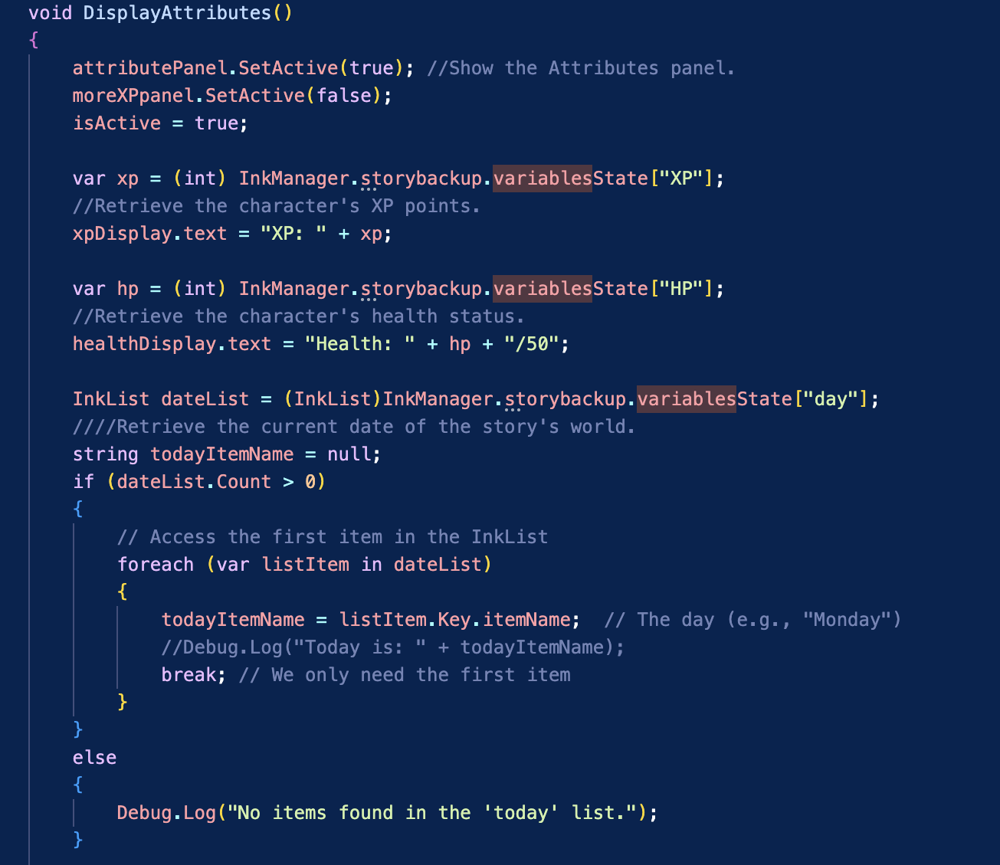 void DisplayAttributes()
{
attributePanel.SetActive(true); //Show the Attributes panel.
moreXPpanel.SetActive(false);
isActive = true;
var xp = (int) InkManager.storybackup.variablesState["XP"];
//Retrieve the character's XP points.
xpDisplay.text = "XP: " + xp;
var hp = (int) InkManager.storybackup.variablesState["HP"];
//Retrieve the character's health status.
healthDisplay.text = "Health: " + hp + "/50";
InkList dateList = (InkList)InkManager.storybackup.variablesState["day"];
////Retrieve the current date of the story's world.
string todayItemName = null;
if (dateList.Count > 0)
{
// Access the first item in the InkList
foreach (var listItem in dateList)
{
todayItemName = listItem.Key.itemName;  // The day (e.g., "Monday")
//Debug.Log("Today is: " + todayItemName);
break; // We only need the first item
}
}
else
{
Debug.Log("No items found in the 'today' list.");
}